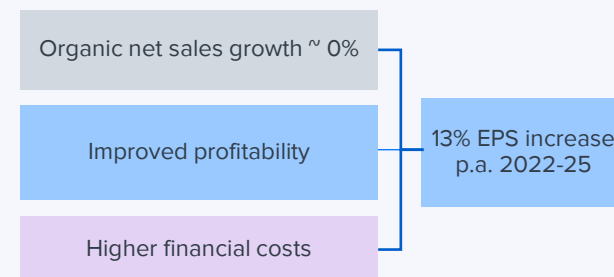 Organic net sales growth ~ 0%
Improved profitability
13% EPS increase
p.a. 2022-25
Higher financial costs